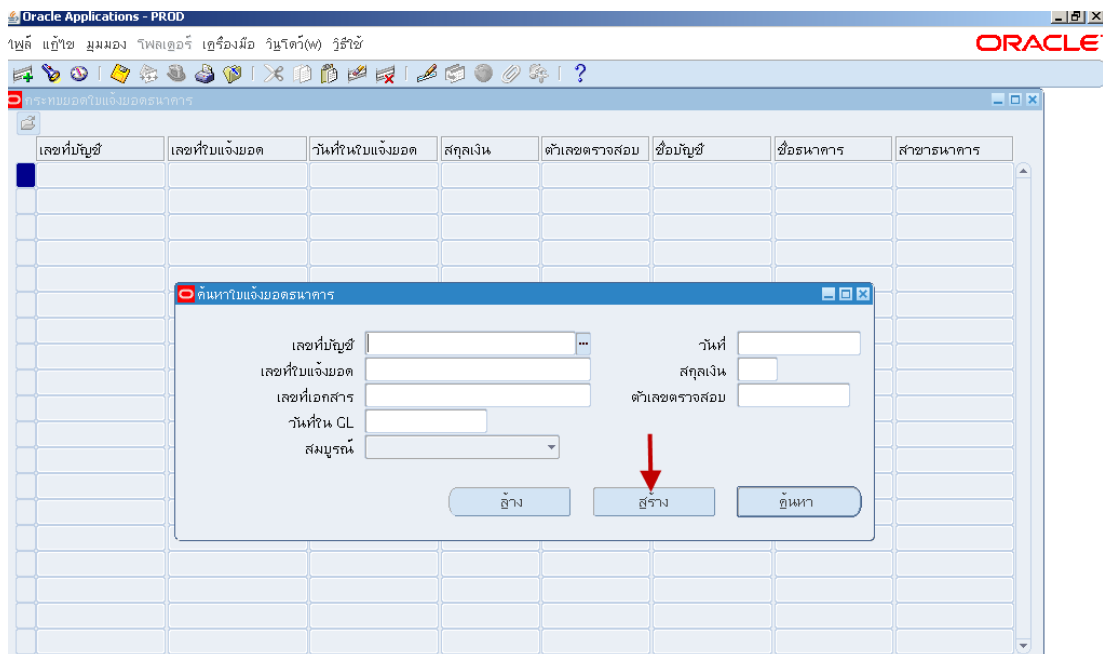 Oracle Applications - PROD
ไฟล์ แก้ไข มุมมอง โฟลเดอร์ เครื่องมือ วินโดว์(W) วิธีใช้
ORACLE
กระทบยอดใบแจ้งยอดธนาคาร
เลขที่บัญชี เลขที่ใบแจ้งยอด วันที่ในใบแจ้งยอด สกุลเงิน ตัวเลขตรวจสอบ ชื่อบัญชี ชื่อธนาคาร สาขาธนาคาร
ค้นหาใบแจ้งยอดธนาคาร
เลขที่บัญชี วันที่
เลขที่ใบแจ้งยอด สกุลเงิน
เลขที่เอกสาร ตัวเลขตรวจสอบ
วันที่ใน GL
สมบูรณ์
ล้าง สร้าง ค้นหา